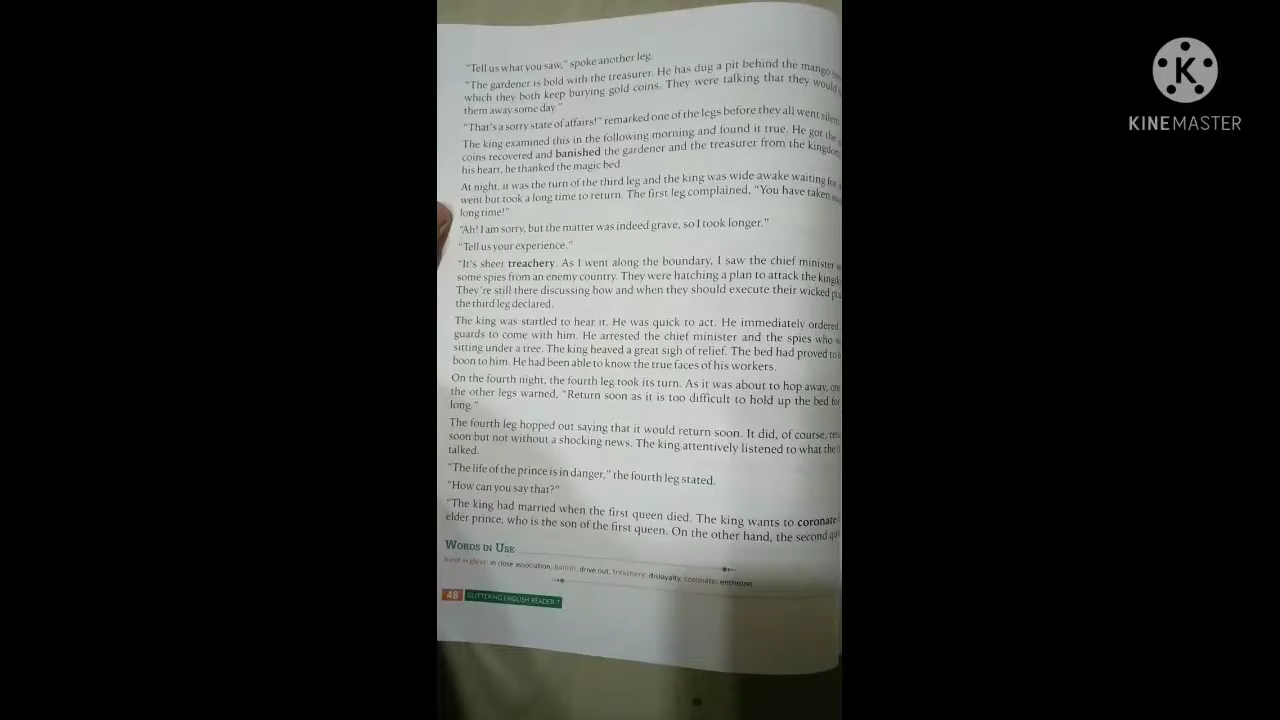 "Tell us what you saw," spoke another leg.
"The gardener is bold with the treasurer. He has dug a pit behind the mango
which they both keep burying gold coins. They were talking that they would
them away some day."
"That's a sorry state of affairs!" remarked one of the legs before they all went silent.
The king examined this in the following morning and found it true. He got the
coins recovered and banished the gardener and the treasurer from the kingdom
his heart, he thanked the magic bed.
At night, it was the turn of the third leg and the king was wide awake waiting for
went but took a long time to return. The first leg complained, "You have taken
long time!"
"Ah! I am sorry, but the matter was indeed grave, so I took longer."
"Tell us your experience."
"It's sheer treachery. As I went along the boundary, I saw the chief minister
some spies from an enemy country. They were hatching a plan to attack the
They're still there discussing how and when they should execute their wicked
the third leg declared.
The king was startled to hear it. He was quick to act. He immediately ordered
guards to come with him. He arrested the chief minister and the spies who
sitting under a tree. The king heaved a great sigh of relief. The bed had proved to
boon to him. He had been able to know the true faces of his workers.
On the fourth night, the fourth leg took its turn. As it was about to hop away,
the other legs warned, "Return soon as it is too difficult to hold up the bed for
long."
The fourth leg hopped out saying that it would return soon. It did, of course,
soon but not without a shocking news. The king attentively listened to what the
talked.
"The life of the prince is in danger," the fourth leg stated.
"How can you say that?"
"The king had married when the first queen died. The king wants to coronate
elder prince, who is the son of the first queen. On the other hand, the second
WORDS IN USE
hand in glove: in close association, banish: drive out, treachery: disloyalty, coronate: enthrone
48 GLITTERING ENGLISH READER 7
K
KINEMASTER